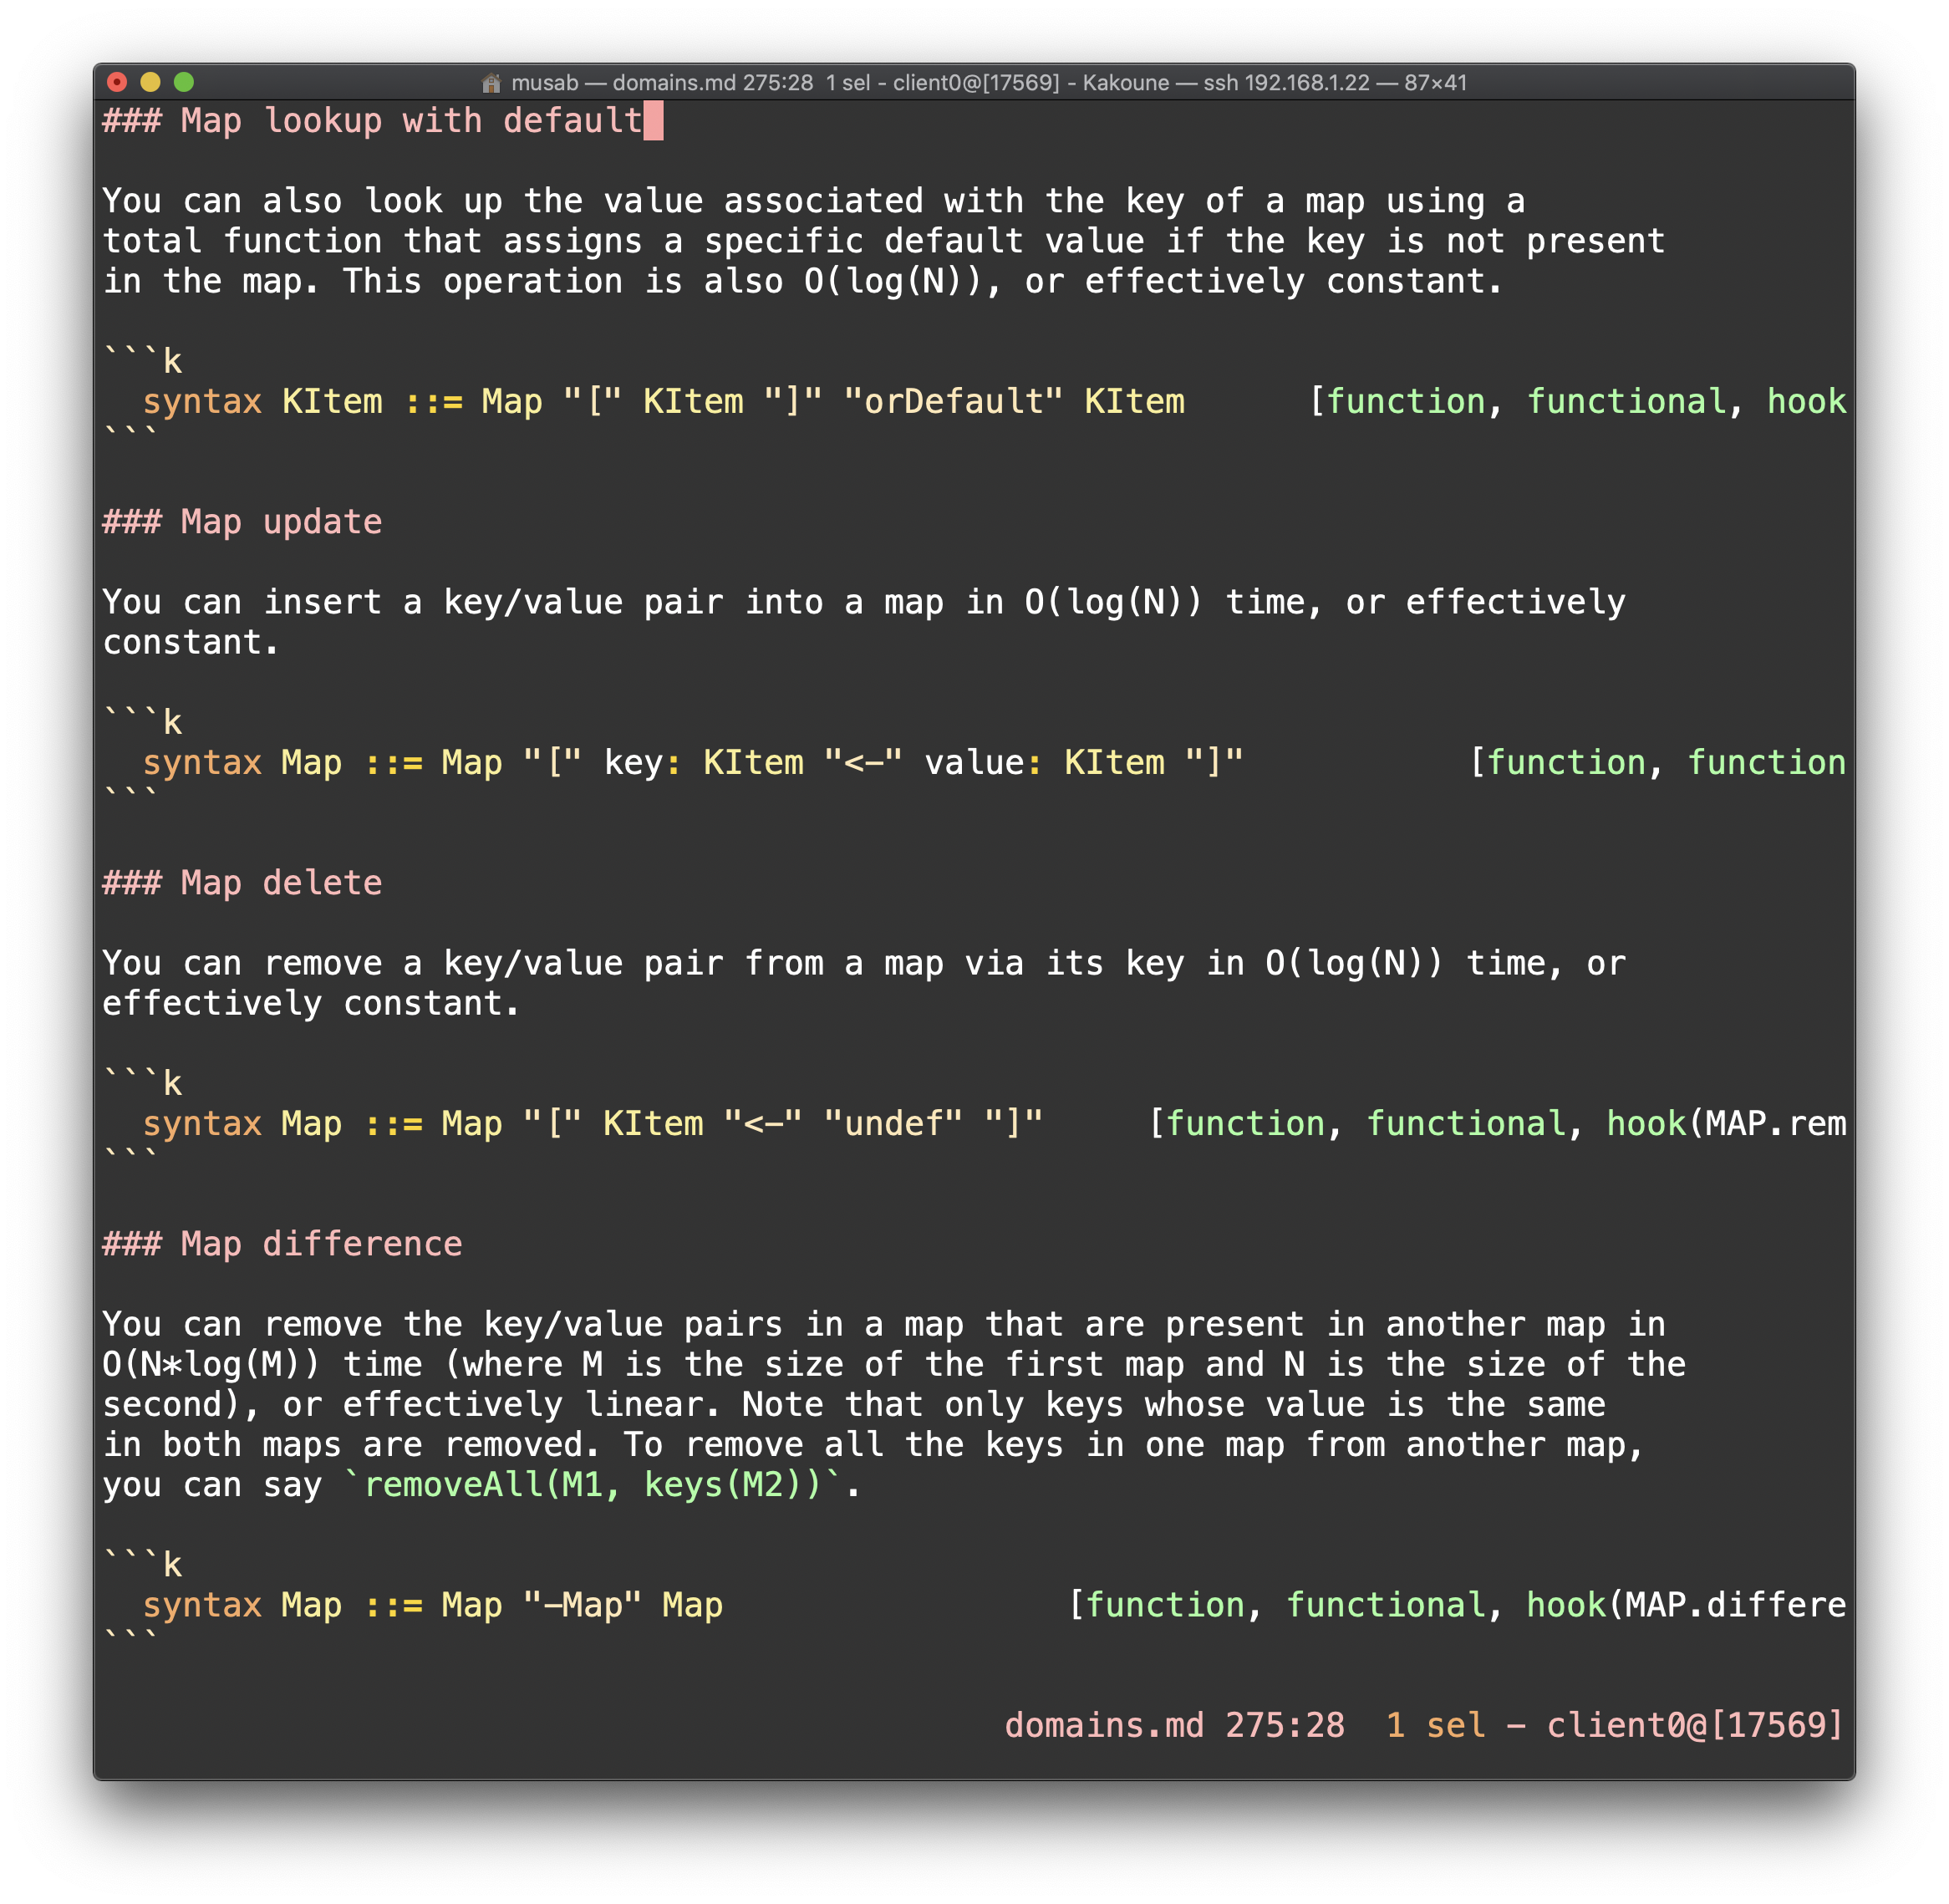 musab — domains.md 275:28  1 sel - client0@[17569] - Kakoune — ssh 192.168.1.22 — 87×41
### Map lookup with default

You can also look up the value associated with the key of a map using a
total function that assigns a specific default value if the key is not present
in the map. This operation is also O(log(N)), or effectively constant.

```k
  syntax KItem ::= Map "[" KItem "]" "orDefault" KItem      [function, functional, hook
```

### Map update

You can insert a key/value pair into a map in O(log(N)) time, or effectively
constant.

```k
  syntax Map ::= Map "[" key: KItem "<-" value: KItem "]"           [function, function
```

### Map delete

You can remove a key/value pair from a map via its key in O(log(N)) time, or
effectively constant.

```k
  syntax Map ::= Map "[" KItem "<-" "undef" "]"     [function, functional, hook(MAP.rem
```

### Map difference

You can remove the key/value pairs in a map that are present in another map in
O(N*log(M)) time (where M is the size of the first map and N is the size of the
second), or effectively linear. Note that only keys whose value is the same
in both maps are removed. To remove all the keys in one map from another map,
you can say `removeAll(M1, keys(M2))`.

```k
  syntax Map ::= Map "-Map" Map                 [function, functional, hook(MAP.differe
```

domains.md 275:28  1 sel - client0@[17569]